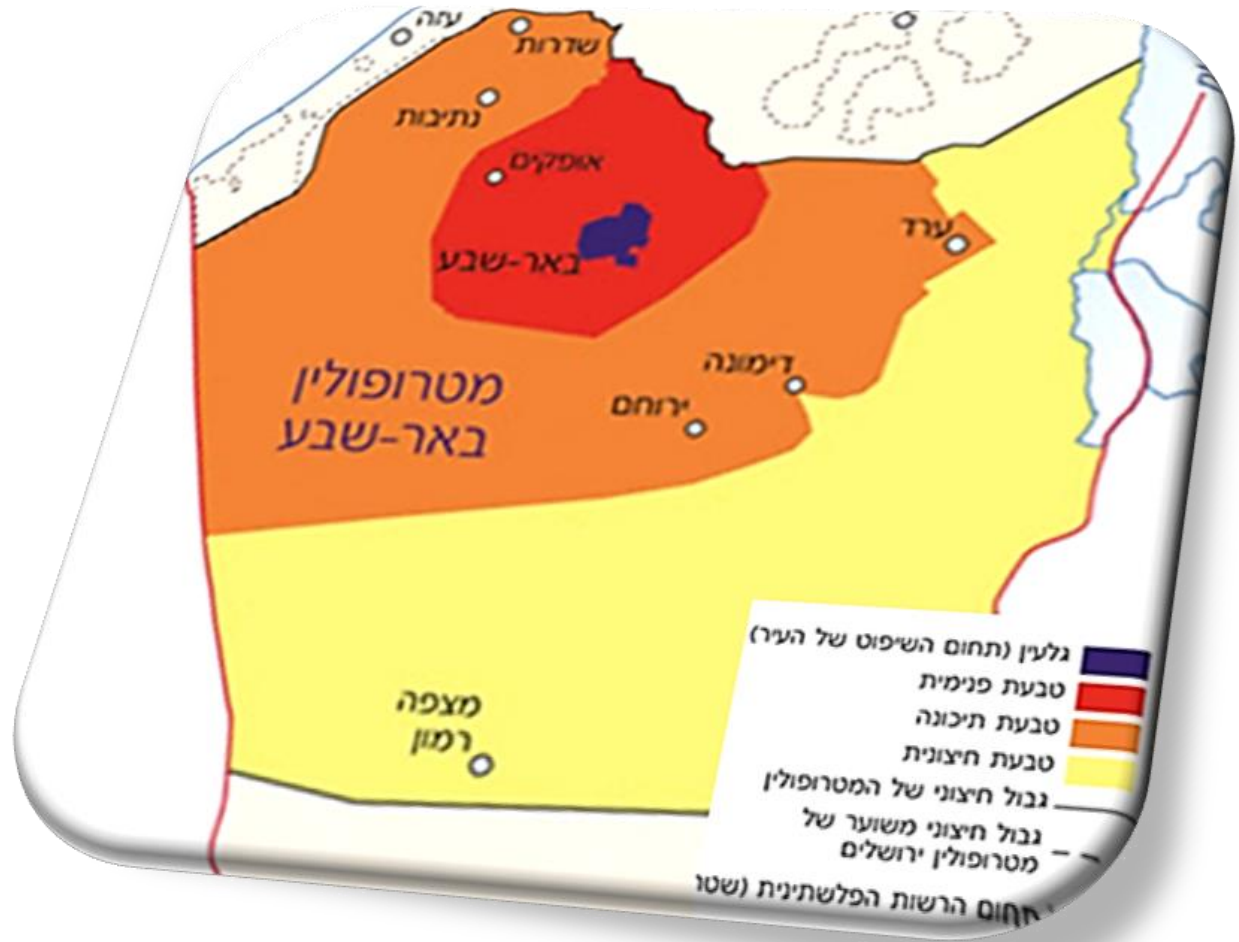 עזה
שדרות
נתיבות
אופקים
באר-שבע
ערד
דימונה
ירוחם
מטרופולין
באר-שבע
מצפה
רמון
גלעין (תחום השיפוט של העיר)
טבעת פנימית
טבעת תיכונה
טבעת חיצונית
גבול חיצוני של המטרופולין
גבול חיצוני משוער של
מטרופולין ירושלים
תחום הרשות הפלשתינית (שטר